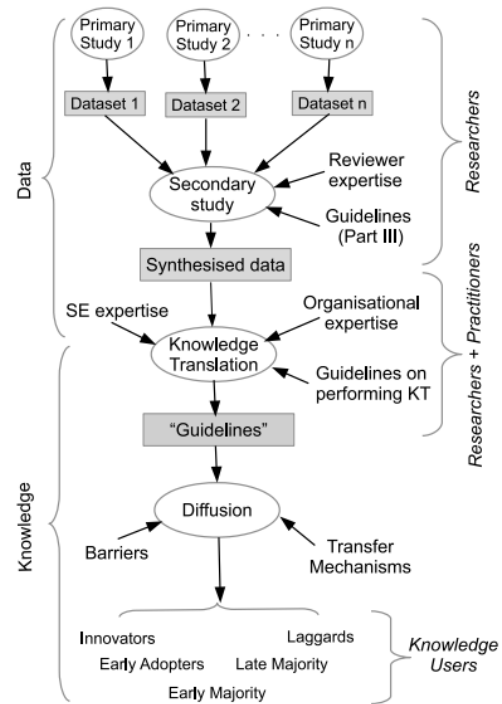 Primary
Study 1
Primary
Study 2
. . .
Primary
Study n
Dataset 1
Dataset 2
Dataset n
Researchers
Data
Secondary
study
Reviewer
expertise
Guidelines
(Part III)
Synthesised data
SE expertise
Organisational
expertise
Knowledge
Translation
Guidelines on
performing KT
Researchers + Practitioners
"Guidelines"
Knowledge
Diffusion
Barriers
Transfer
Mechanisms
Innovators
Laggards
Early Adopters
Late Majority
Early Majority
Knowledge
Users